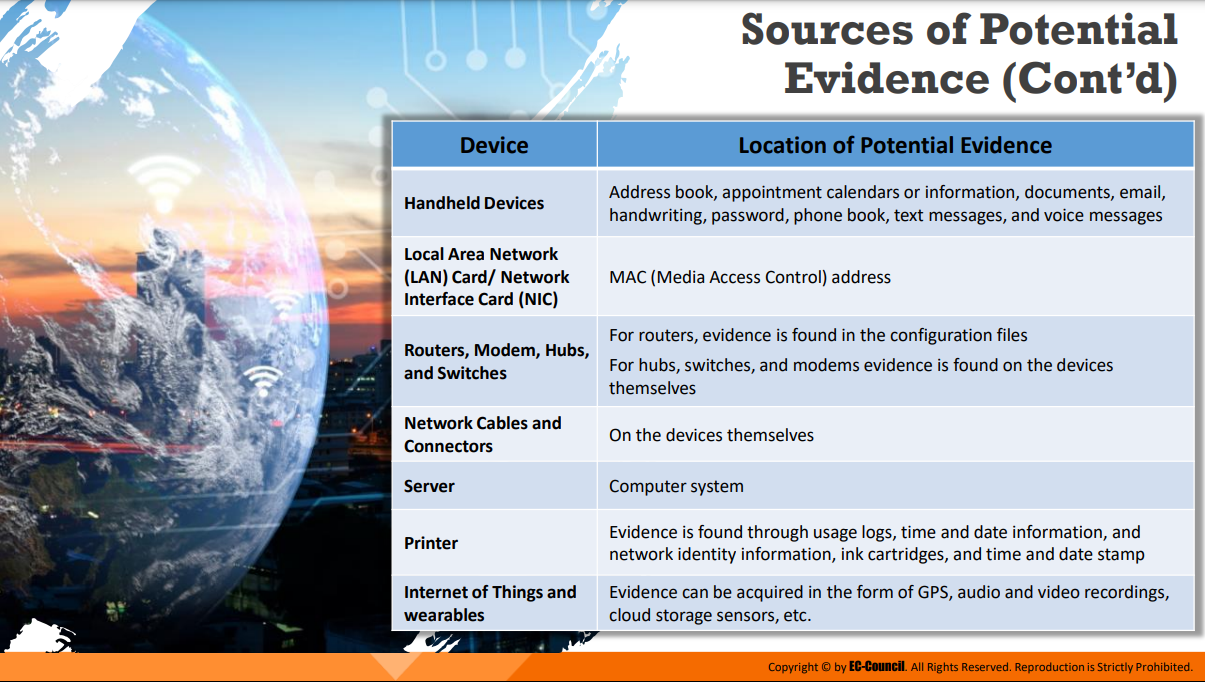 Sources of Potential
Evidence (Cont’d)
Device
Location of Potential Evidence
Handheld Devices
Address book, appointment calendars or information, documents, email,
handwriting, password, phone book, text messages, and voice messages
Local Area Network
(LAN) Card/ Network
Interface Card (NIC)
MAC (Media Access Control) address
Routers, Modem, Hubs,
and Switches
For routers, evidence is found in the configuration files
For hubs, switches, and modems evidence is found on the devices
themselves
Network Cables and
Connectors
On the devices themselves
Server
Computer system
Printer
Evidence is found through usage logs, time and date information, and
network identity information, ink cartridges, and time and date stamp
Internet of Things and
wearables
Evidence can be acquired in the form of GPS, audio and video recordings,
cloud storage sensors, etc.
Copyright © by EC-Council. All Rights Reserved. Reproduction is Strictly Prohibited.